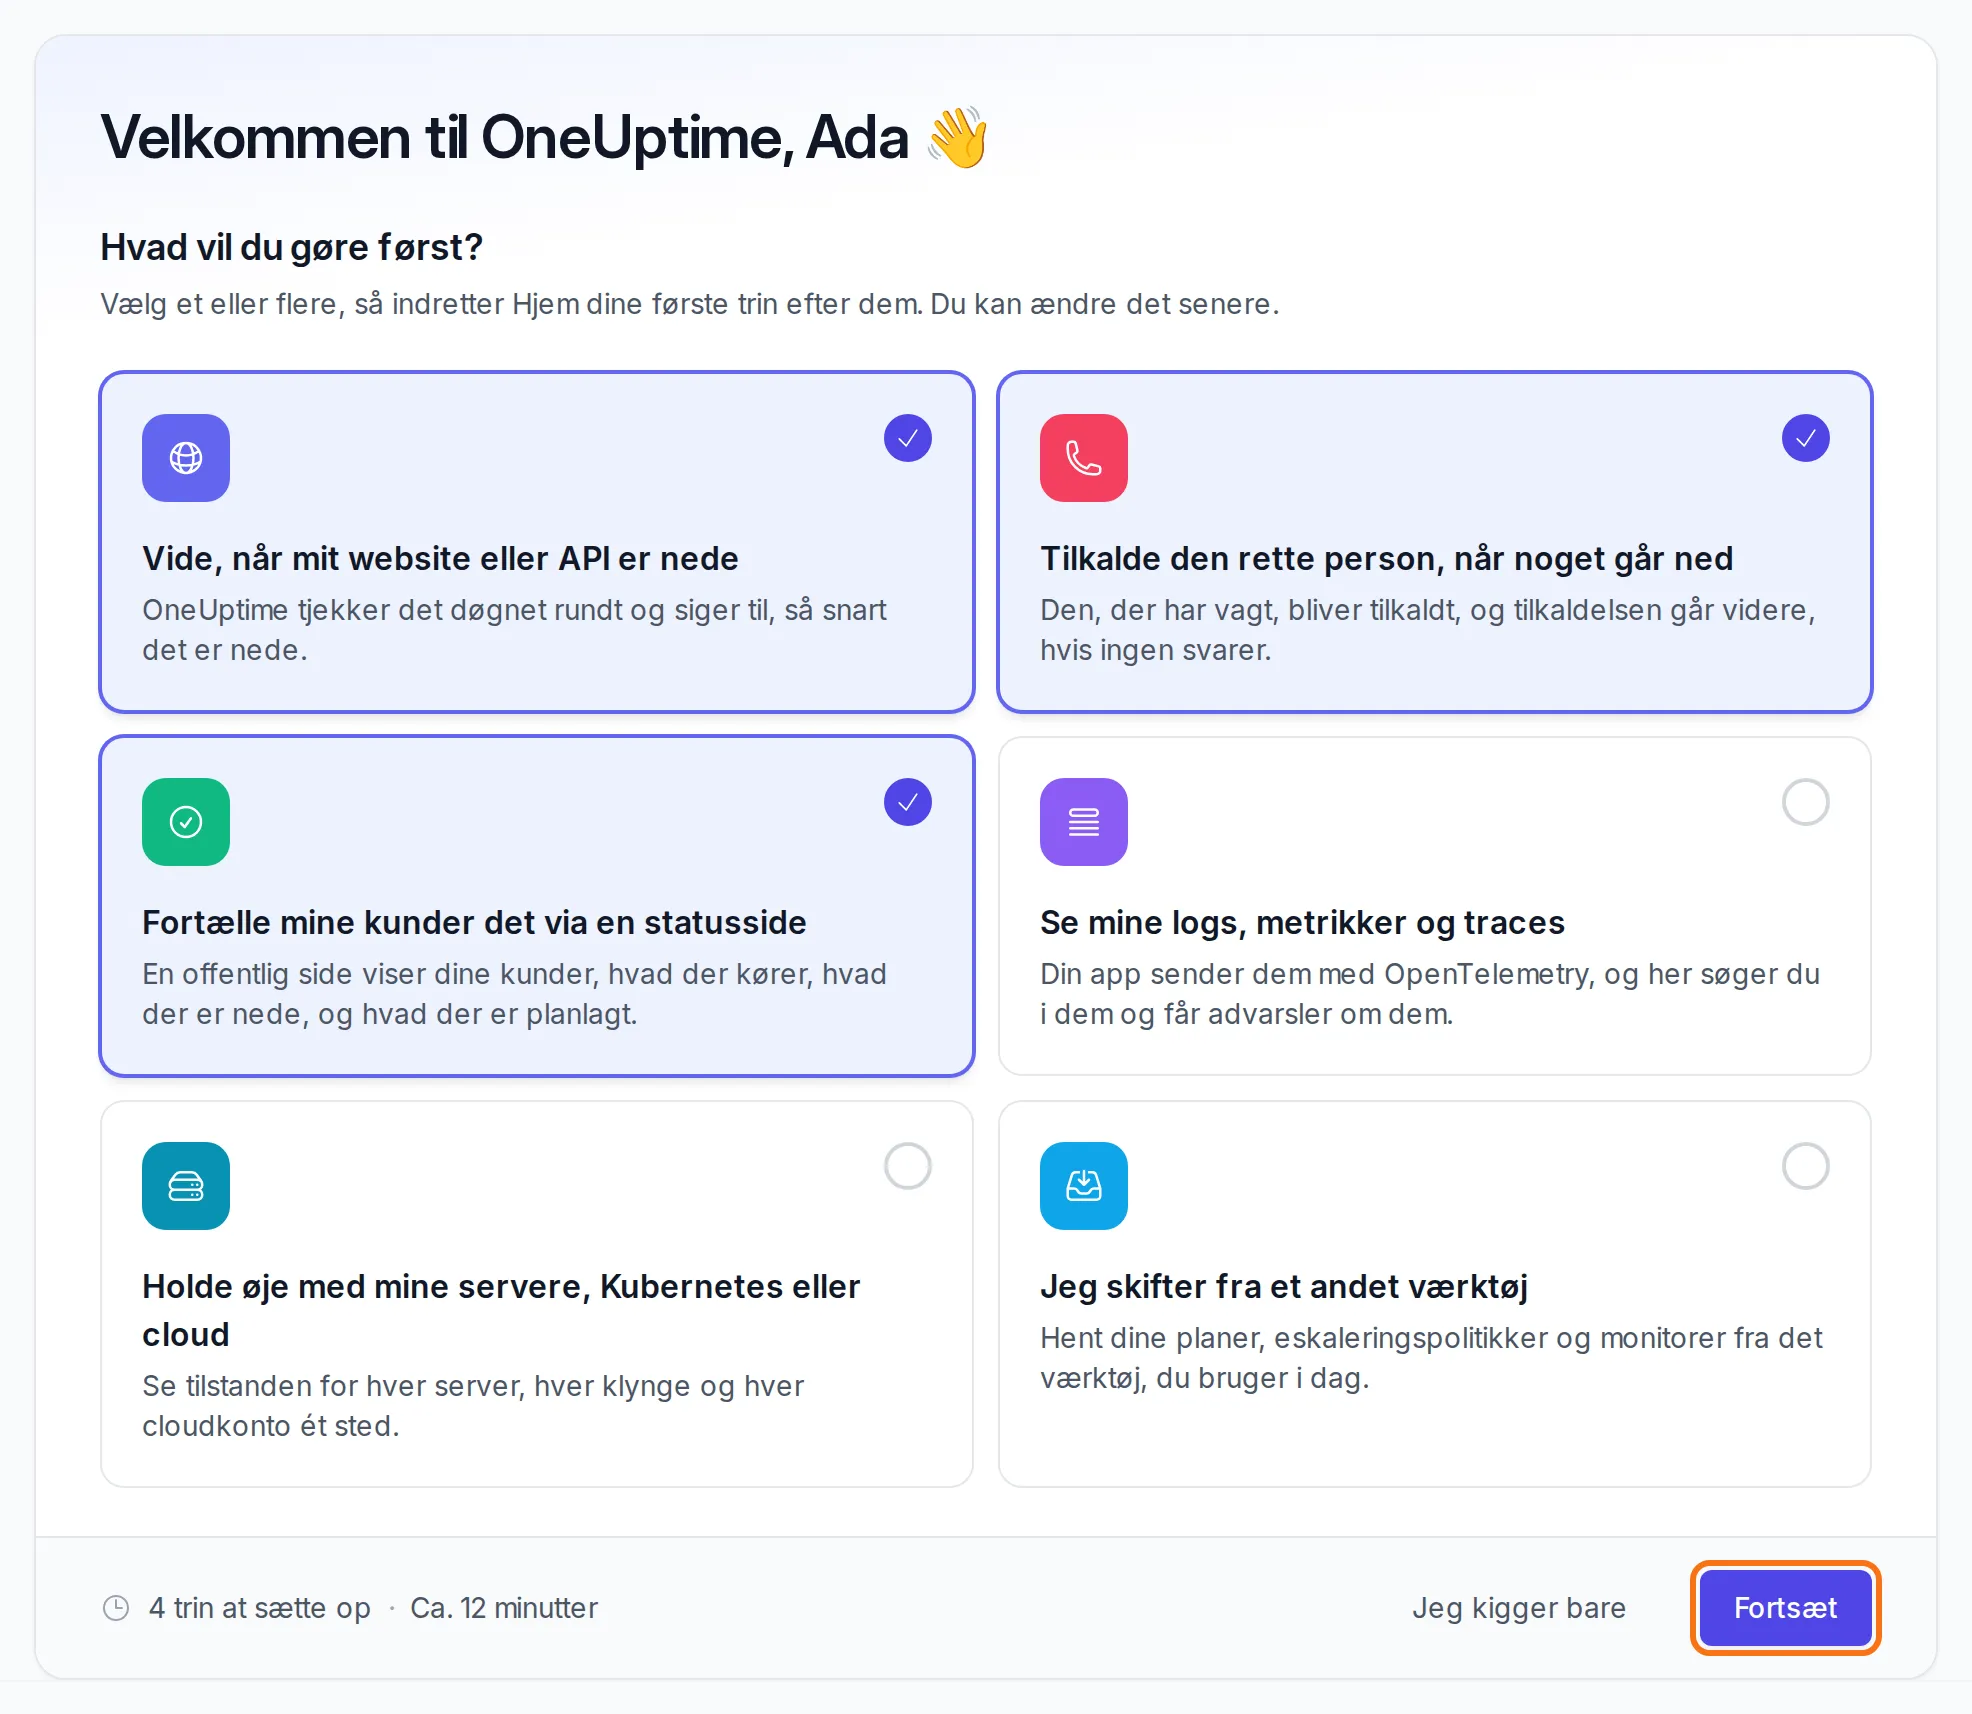 Velkommen til OneUptime, Ada 👋
Hvad vil du gøre først?
Vælg et eller flere, så indretter Hjem dine første trin efter dem. Du kan ændre det senere.
Vide, når mit website eller API er nede
OneUptime tjekker det døgnet rundt og siger til, så snart
det er nede.
Tilkalde den rette person, når noget går ned
Den, der har vagt, bliver tilkaldt, og tilkaldelsen går videre,
hvis ingen svarer.
Fortælle mine kunder det via en statusside
En offentlig side viser dine kunder, hvad der kører, hvad
der er nede, og hvad der er planlagt.
Se mine logs, metrikker og traces
Din app sender dem med OpenTelemetry, og her søger du
i dem og får advarsler om dem.
Holde øje med mine servere, Kubernetes eller
cloud
Se tilstanden for hver server, hver klynge og hver
cloudkonto ét sted.
Jeg skifter fra et andet værktøj
Hent dine planer, eskaleringspolitikker og monitorer fra det
værktøj, du bruger i dag.
4 trin at sætte op · Ca. 12 minutter
Jeg kigger bare
Fortsæt